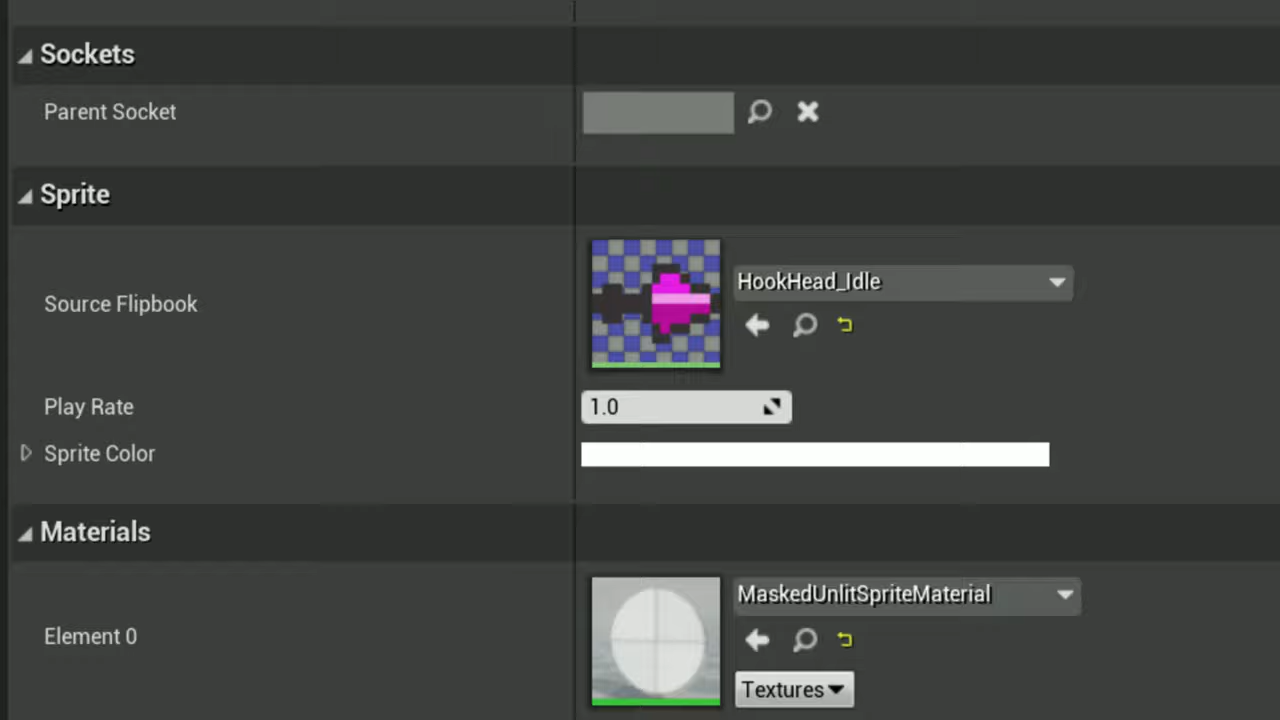 Sockets
Parent Socket
Sprite
Source Flipbook
HookHead_Idle
Play Rate
1.0
Sprite Color
Materials
Element 0
MaskedUnlitSpriteMaterial
Textures